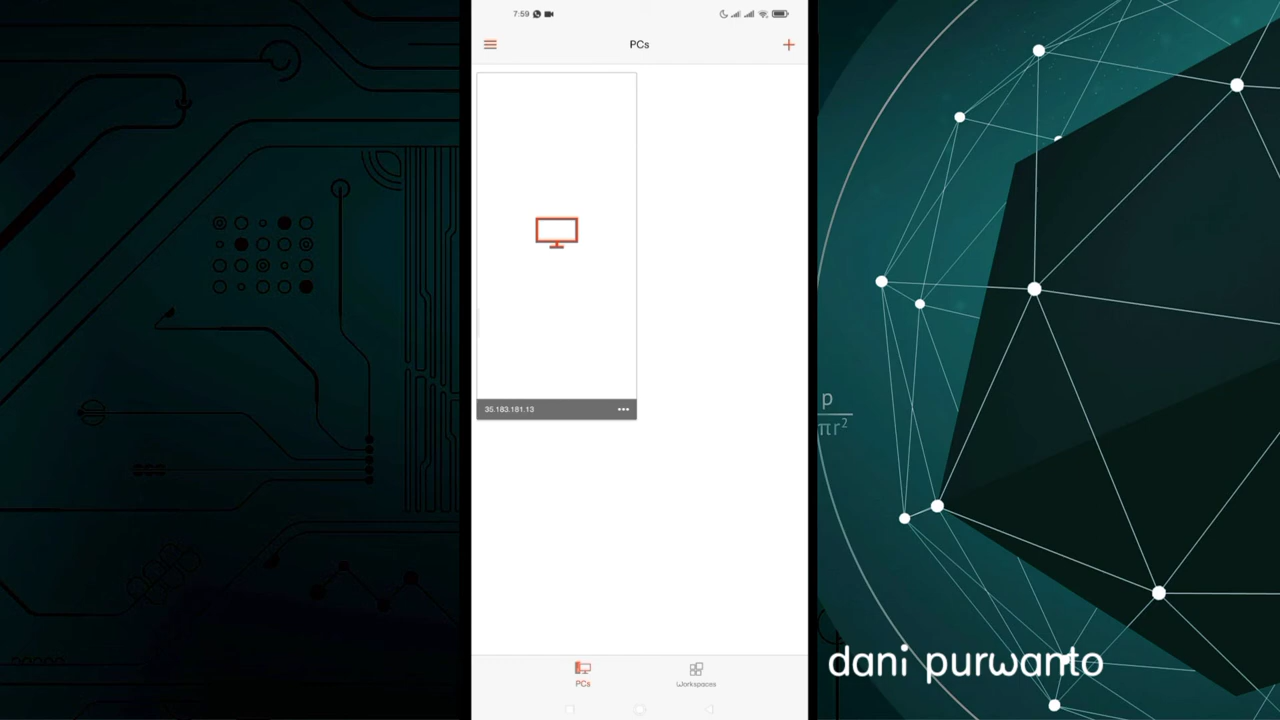 7:59
PCs
35.183.181.13
PCs
Workspaces
p
πr²
dani purwanto